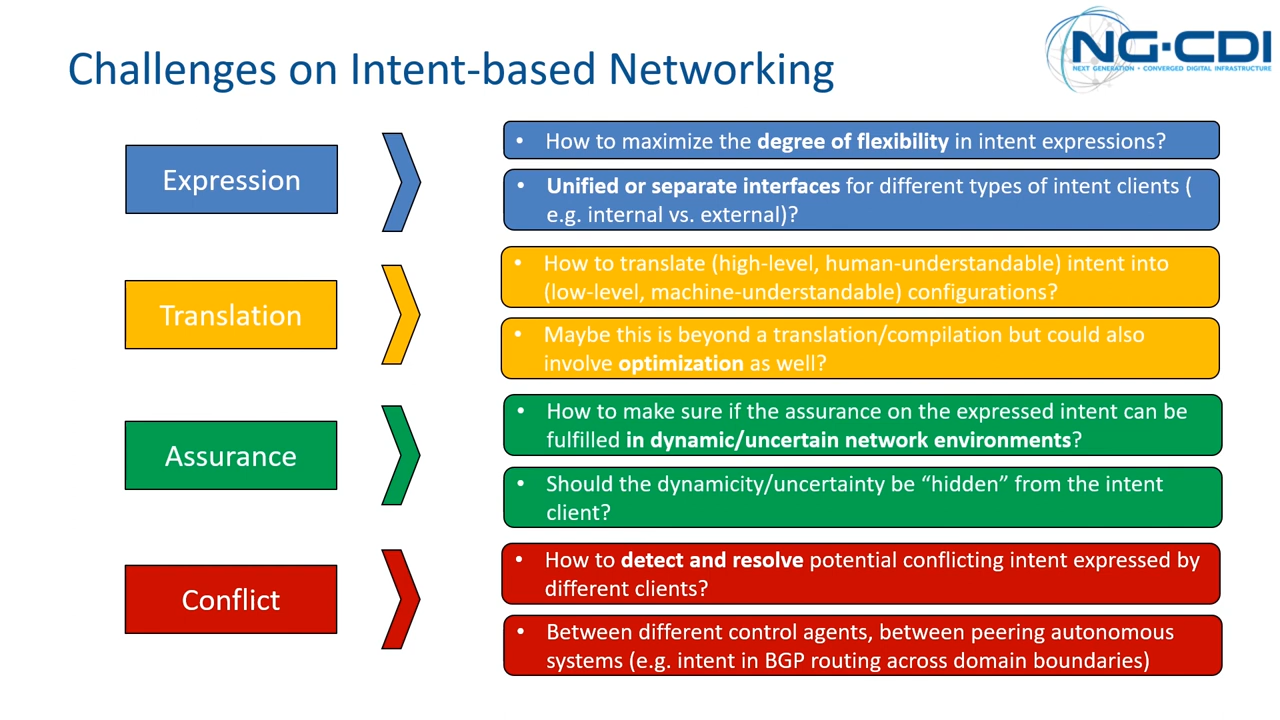 Challenges on Intent-based Networking
NG-CDI
NEXT GENERATION • CONVERGED DIGITAL INFRASTRUCTURE
Expression
• How to maximize the degree of flexibility in intent expressions?
• Unified or separate interfaces for different types of intent clients (
e.g. internal vs. external)?
Translation
• How to translate (high-level, human-understandable) intent into
(low-level, machine-understandable) configurations?
• Maybe this is beyond a translation/compilation but could also
involve optimization as well?
Assurance
• How to make sure if the assurance on the expressed intent can be
fulfilled in dynamic/uncertain network environments?
• Should the dynamicity/uncertainty be “hidden” from the intent
client?
Conflict
• How to detect and resolve potential conflicting intent expressed by
different clients?
• Between different control agents, between peering autonomous
systems (e.g. intent in BGP routing across domain boundaries)